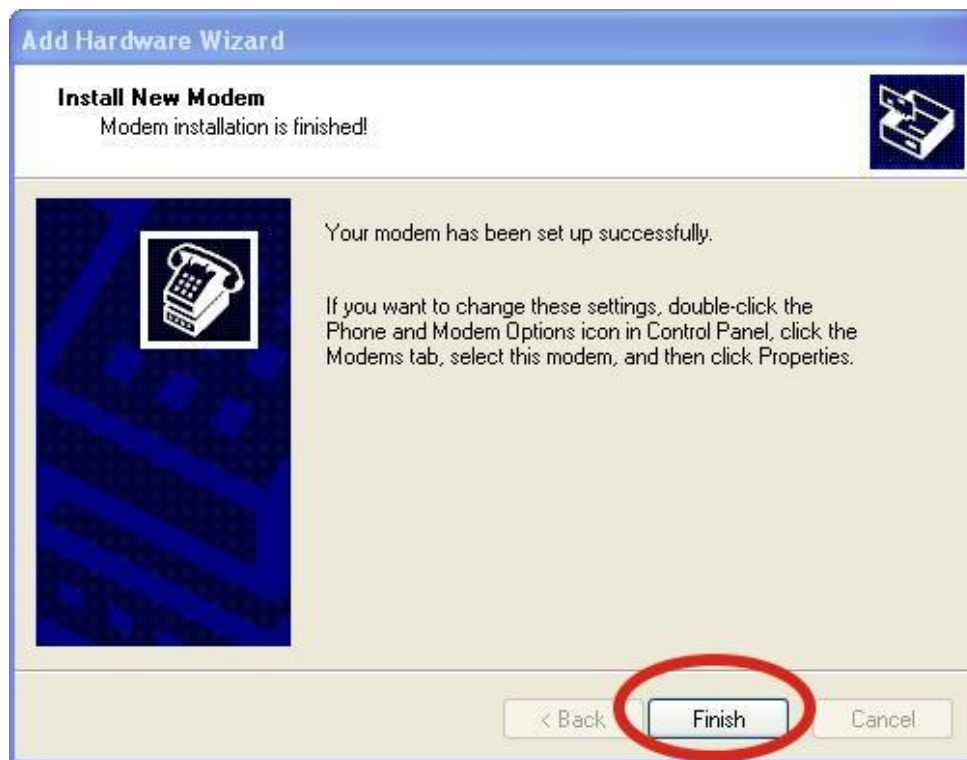 Add Hardware Wizard
Install New Modem
Modem installation is finished!
Your modem has been set up successfully.
If you want to change these settings, double-click the
Phone and Modem Options icon in Control Panel, click the
Modems tab, select this modem, and then click Properties.
< Back Finish Cancel